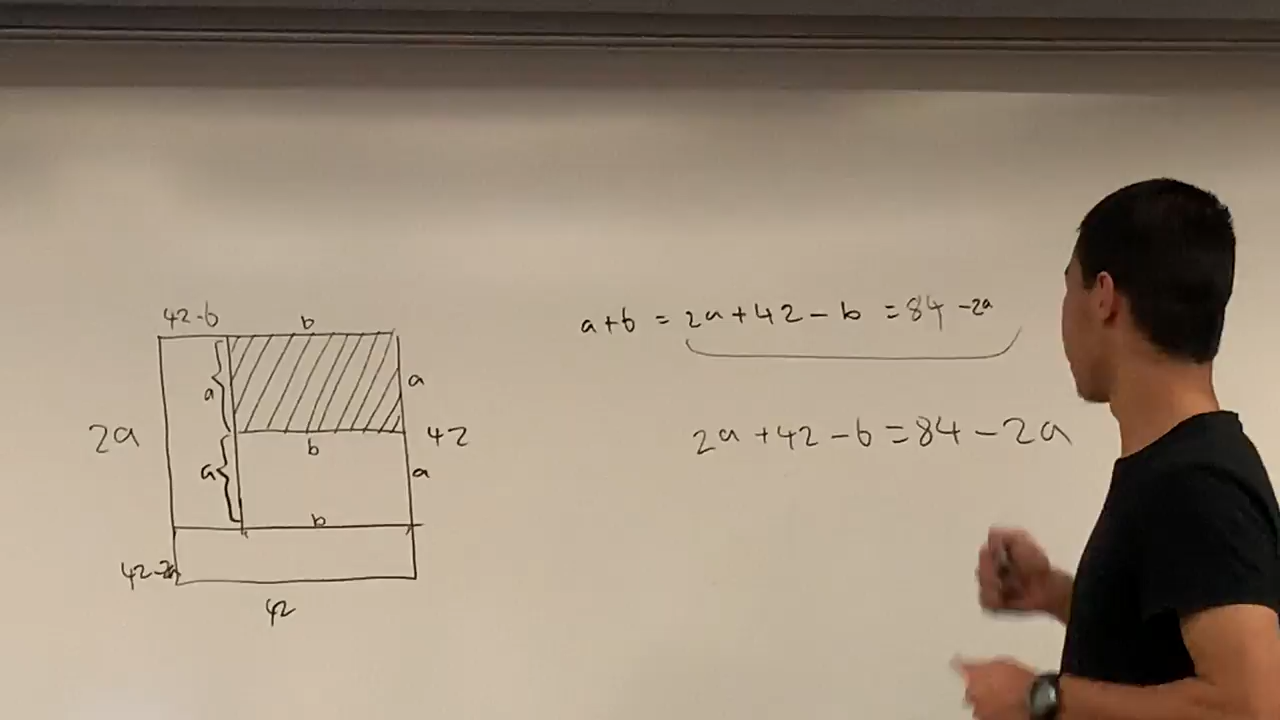 42-b b
a + b = 2a + 42 - b = 84 - 2a
a a
2a b 42
2a + 42 - b = 84 - 2a
a a
b
42-2a
42